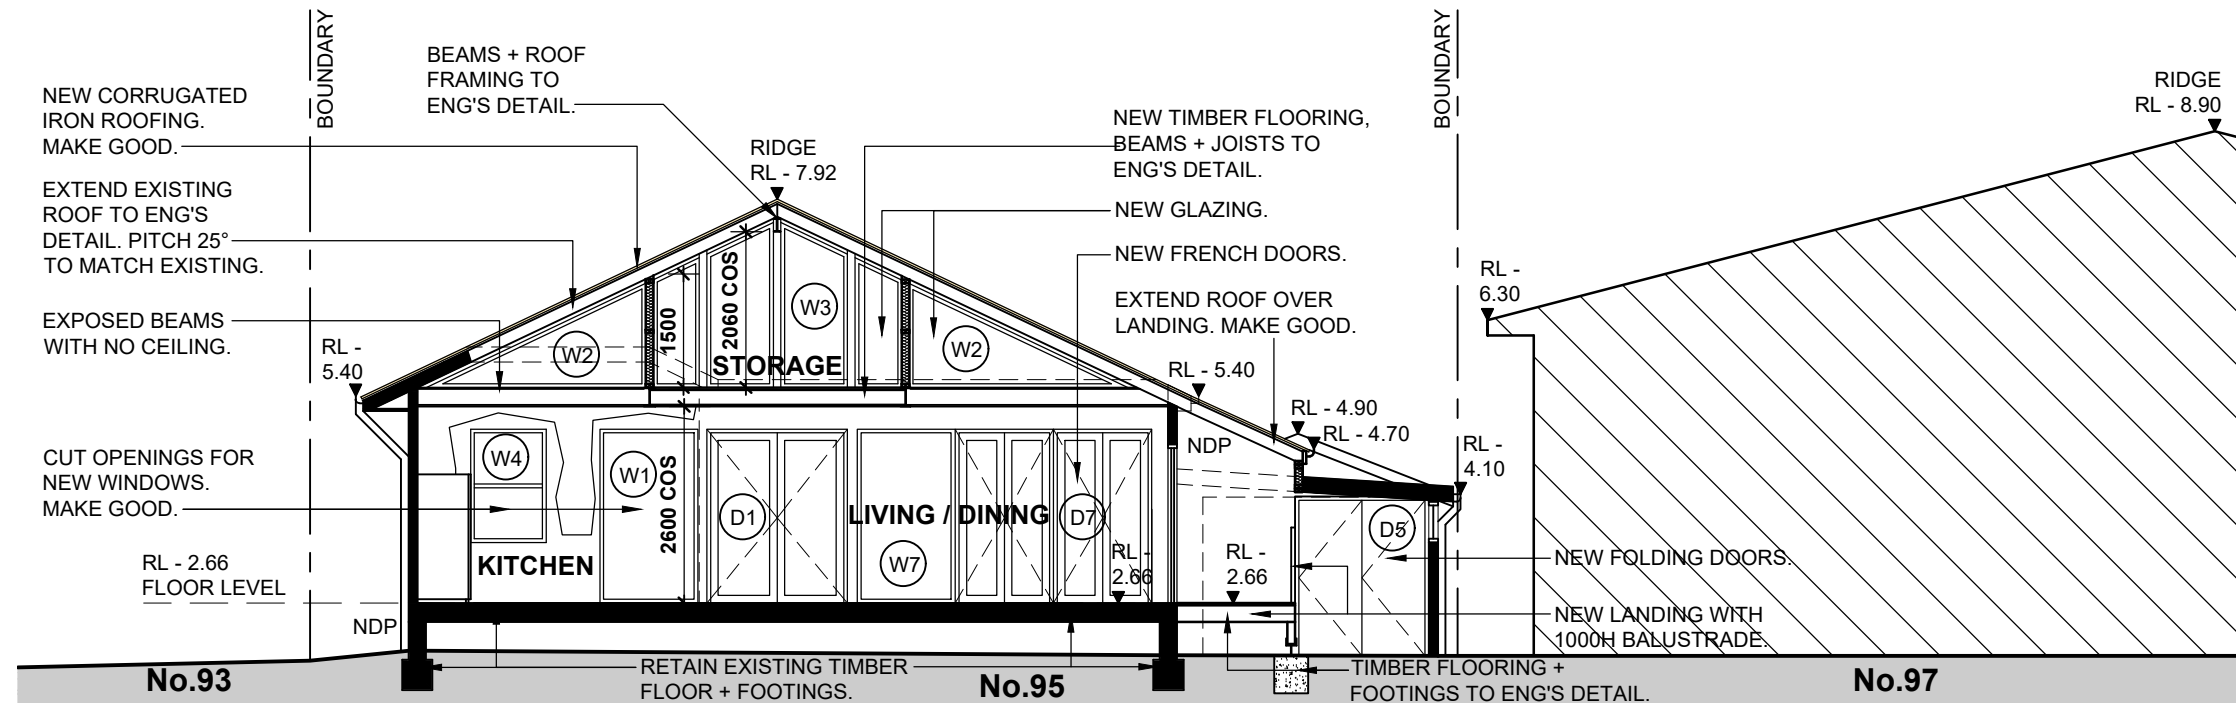 BOUNDARY
BEAMS + ROOF
FRAMING TO
ENG'S DETAIL.
NEW CORRUGATED
IRON ROOFING.
MAKE GOOD.
EXTEND EXISTING
ROOF TO ENG'S
DETAIL. PITCH 25°
TO MATCH EXISTING.
EXPOSED BEAMS
WITH NO CEILING.
RL -
5.40
CUT OPENINGS FOR
NEW WINDOWS.
MAKE GOOD.
RL - 2.66
FLOOR LEVEL
NDP
RIDGE
RL - 7.92
W2
1500
2060 COS
W3
STORAGE
W2
W4
W1
2600 COS
D1
LIVING / DINING
D7
KITCHEN
W7
RL -
2.66
RL -
2.66
NEW TIMBER FLOORING,
BEAMS + JOISTS TO
ENG'S DETAIL.
NEW GLAZING.
NEW FRENCH DOORS.
EXTEND ROOF OVER
LANDING. MAKE GOOD.
RL - 5.40
RL - 4.90
RL - 4.70
NDP
RL -
4.10
D5
BOUNDARY
RIDGE
RL - 8.90
RL -
6.30
NEW FOLDING DOORS.
NEW LANDING WITH
1000H BALUSTRADE.
No.93
RETAIN EXISTING TIMBER
FLOOR + FOOTINGS.
No.95
TIMBER FLOORING +
FOOTINGS TO ENG'S DETAIL.
No.97